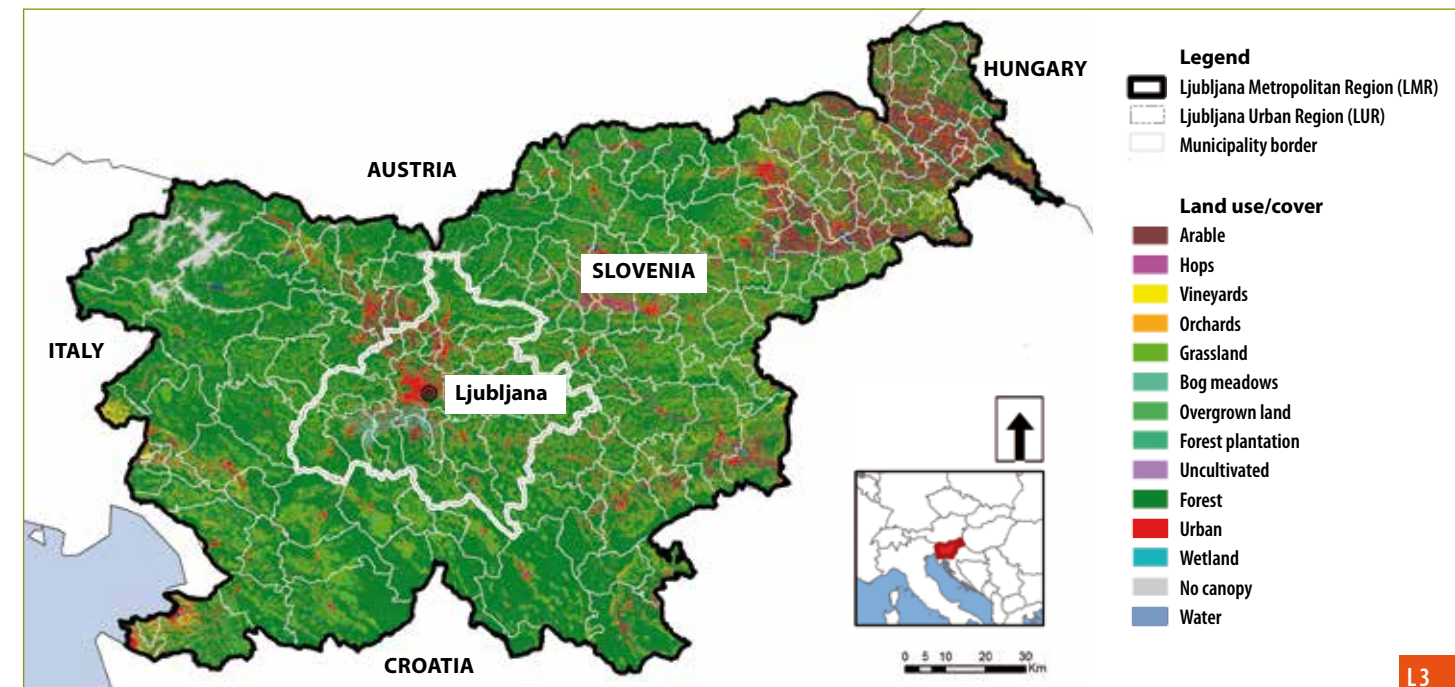 HUNGARY
AUSTRIA
SLOVENIA
ITALY
Ljubljana
CROATIA
0 5 10 20 30
Km
Legend
Ljubljana Metropolitan Region (LMR)
Ljubljana Urban Region (LUR)
Municipality border
Land use/cover
Arable
Hops
Vineyards
Orchards
Grassland
Bog meadows
Overgrown land
Forest plantation
Uncultivated
Forest
Urban
Wetland
No canopy
Water
L3